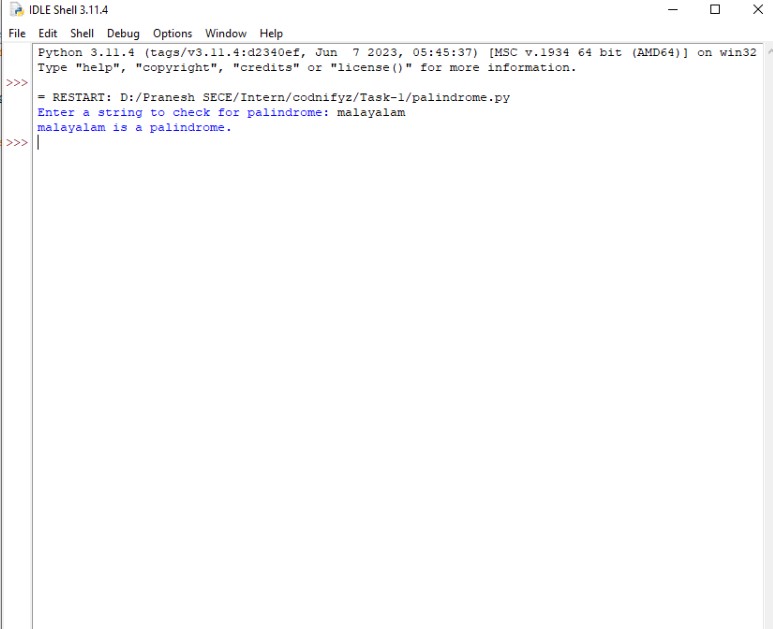 IDLE Shell 3.11.4
File Edit Shell Debug Options Window Help
Python 3.11.4 (tags/v3.11.4:d2340ef, Jun  7 2023, 05:45:37) [MSC v.1934 64 bit (AMD64)] on win32
Type "help", "copyright", "credits" or "license()" for more information.
>>>
= RESTART: D:/Pranesh SECE/Intern/codnifyz/Task-1/palindrome.py
Enter a string to check for palindrome: malayalam
malayalam is a palindrome.
>>>